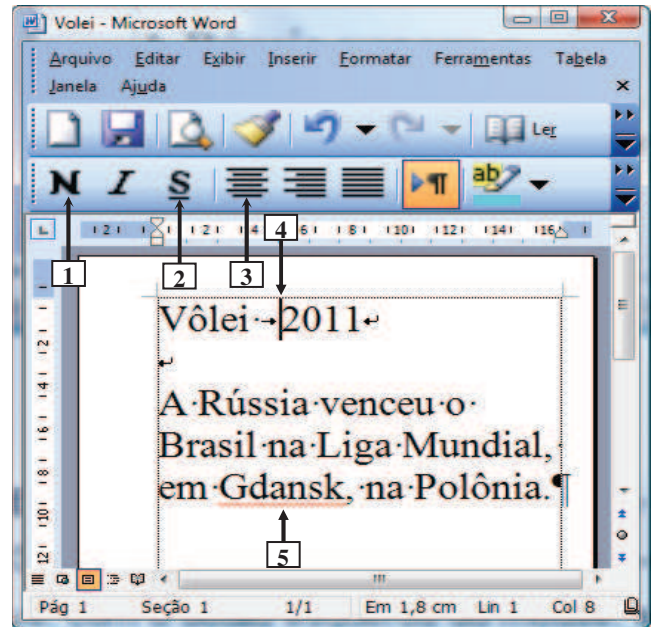 Volei - Microsoft Word
Arquivo Editar Exibir Inserir Formatar Ferramentas Tabela
Janela Ajuda
Ler
N I S ¶ ab
1 2 3 4 5
Vôlei 2011
A Rússia venceu o
Brasil na Liga Mundial,
em Gdansk, na Polônia.¶
Pág 1 Seção 1 1/1 Em 1,8 cm Lin 1 Col 8